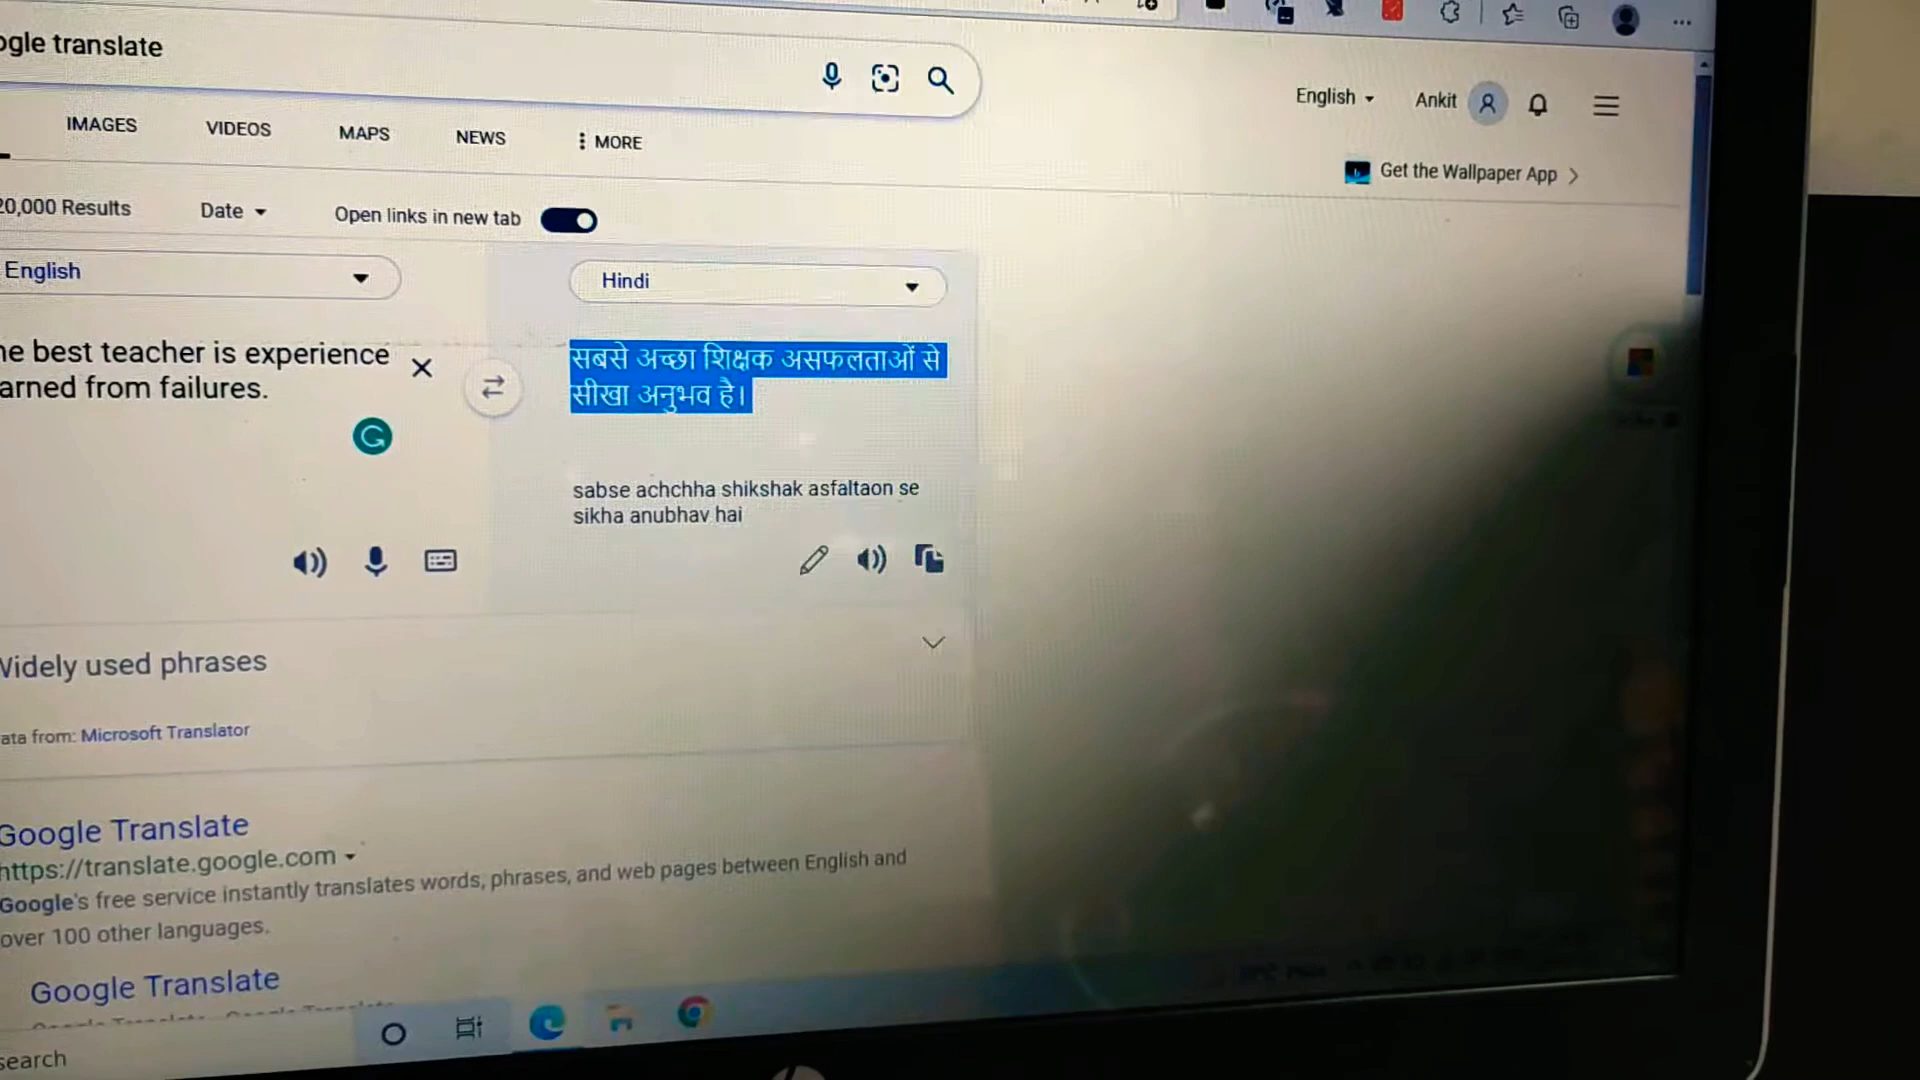 ogle translate
IMAGES VIDEOS MAPS NEWS MORE
English Ankit
Get the Wallpaper App
20,000 Results Date Open links in new tab
English
Hindi
he best teacher is experience
arned from failures.
सबसे अच्छा शिक्षक असफलताओं से
सीखा अनुभव है।
sabse achchha shikshak asfaltaon se
sikha anubhav hai
Widely used phrases
ata from: Microsoft Translator
Google Translate
https://translate.google.com
Google's free service instantly translates words, phrases, and web pages between English and
over 100 other languages.
Google Translate
search